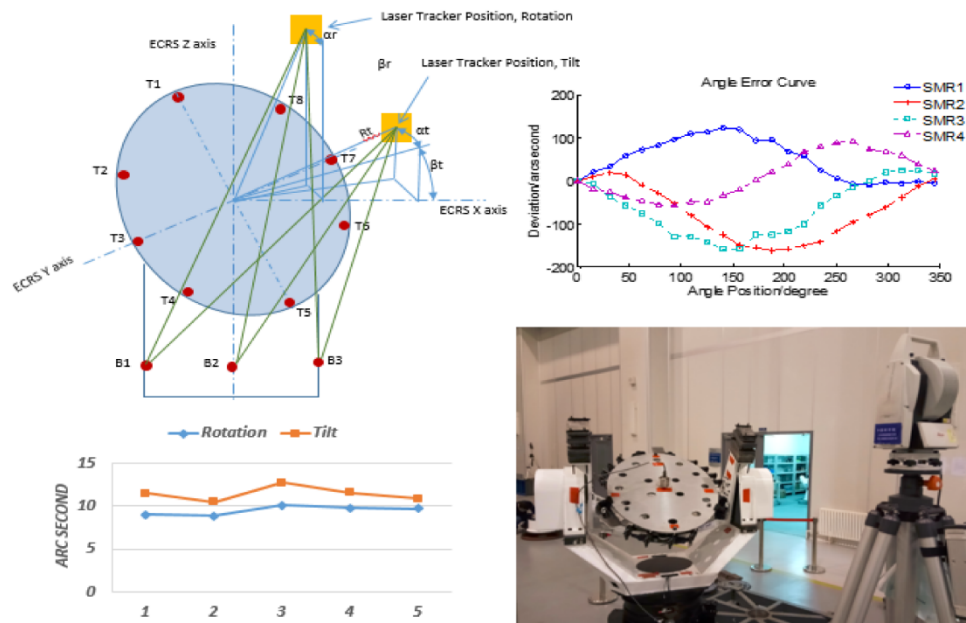 Laser Tracker Position, Rotation
ECRS Z axis
αr
βr
Laser Tracker Position, Tilt
T1
T8
Rt
αt
T7
βt
T2
ECRS X axis
T3
T6
ECRS Y axis
T4
T5
B1
B2
B3
Angle Error Curve
SMR1
SMR2
SMR3
SMR4
200
100
0
-100
-200
Deviation/arcsecond
0 50 100 150 200 250 300 350
Angle Position/degree
Rotation Tilt
15
10
5
0
ARC SECOND
1 2 3 4 5